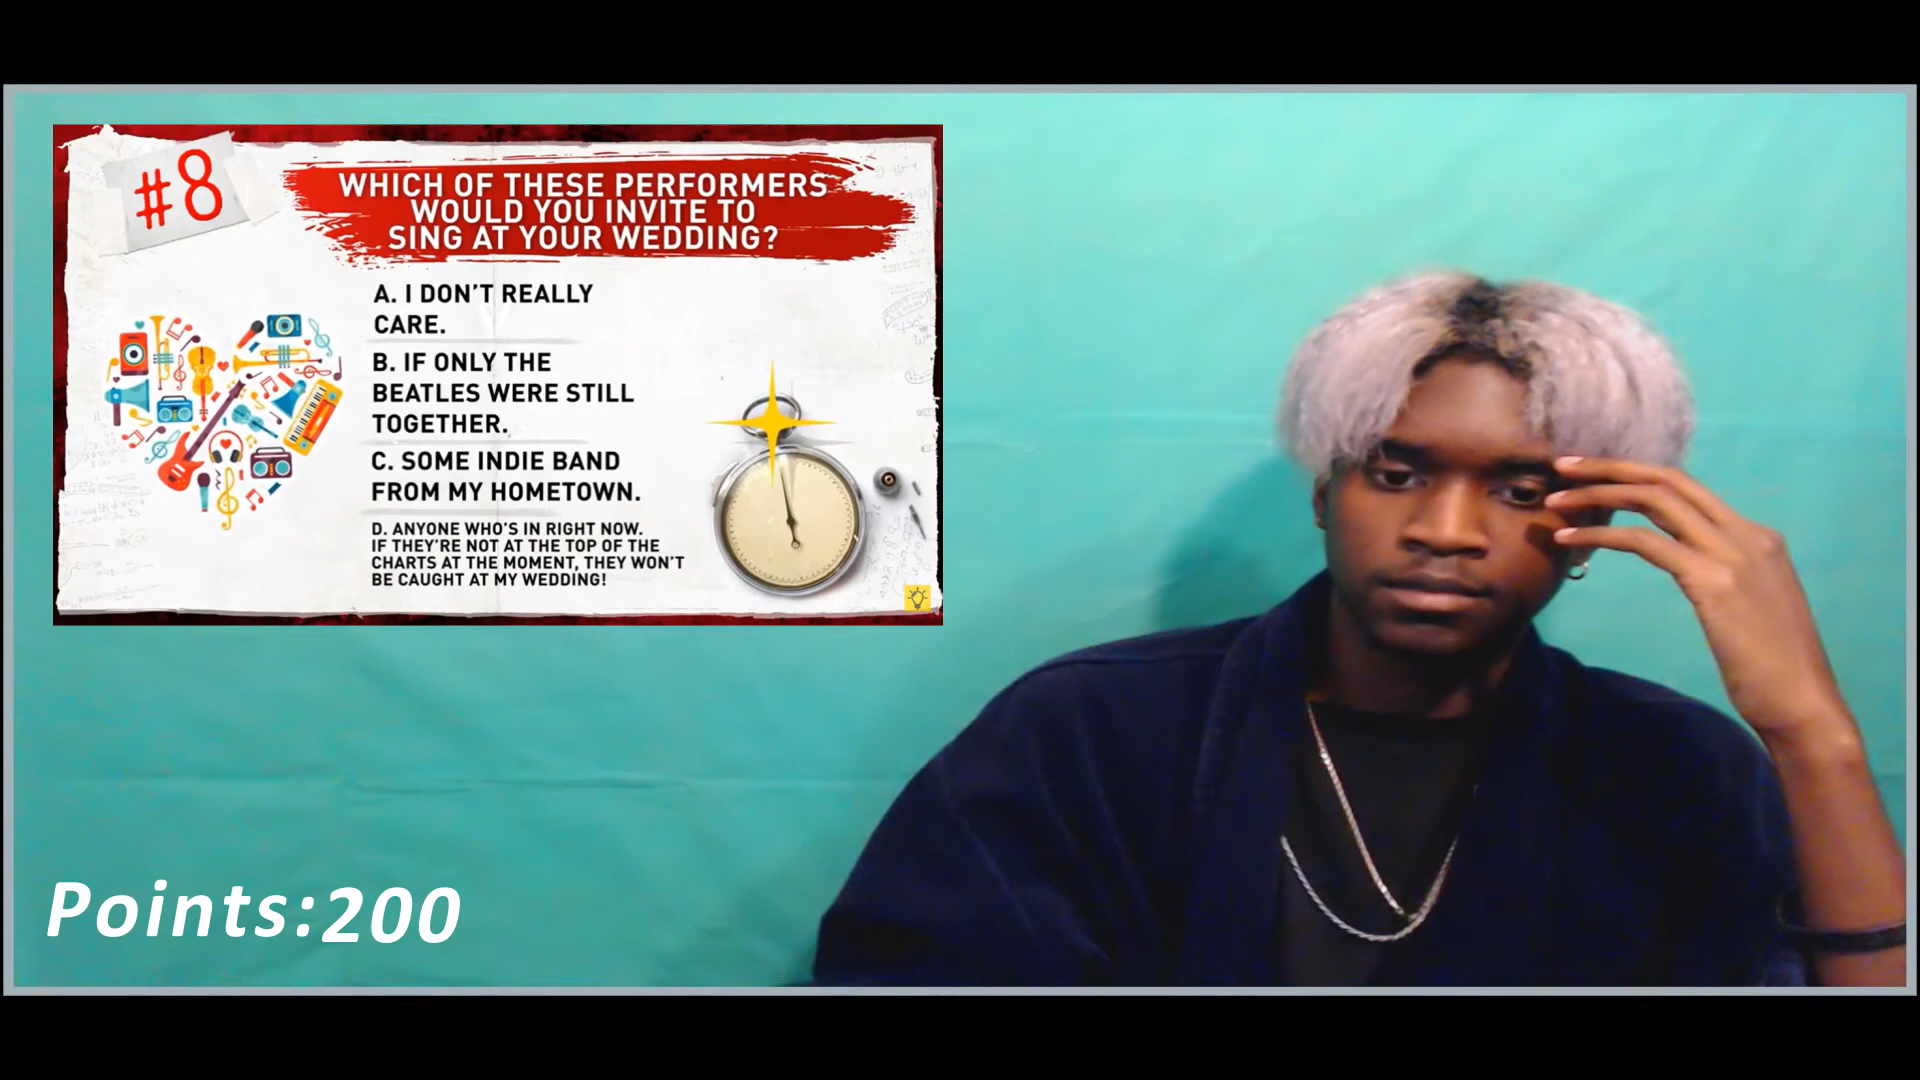 #8
WHICH OF THESE PERFORMERS
WOULD YOU INVITE TO
SING AT YOUR WEDDING?
A. I DON'T REALLY
CARE.
B. IF ONLY THE
BEATLES WERE STILL
TOGETHER.
C. SOME INDIE BAND
FROM MY HOMETOWN.
D. ANYONE WHO'S IN RIGHT NOW.
IF THEY'RE NOT AT THE TOP OF THE
CHARTS AT THE MOMENT, THEY WON'T
BE CAUGHT AT MY WEDDING!
Points:200